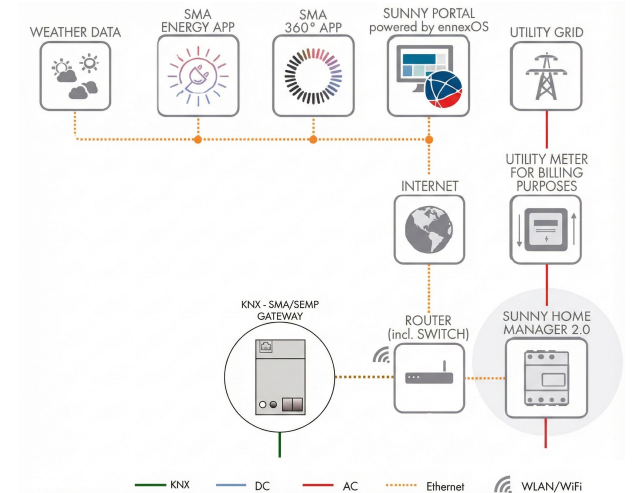 WEATHER DATA
SMA
ENERGY APP
SMA
360° APP
SUNNY PORTAL
powered by ennexOS
UTILITY GRID
UTILITY METER
FOR BILLING
PURPOSES
INTERNET
KNX - SMA/SEMP
GATEWAY
ROUTER
(incl. SWITCH)
SUNNY HOME
MANAGER 2.0
KNX
DC
AC
Ethernet
WLAN/WiFi